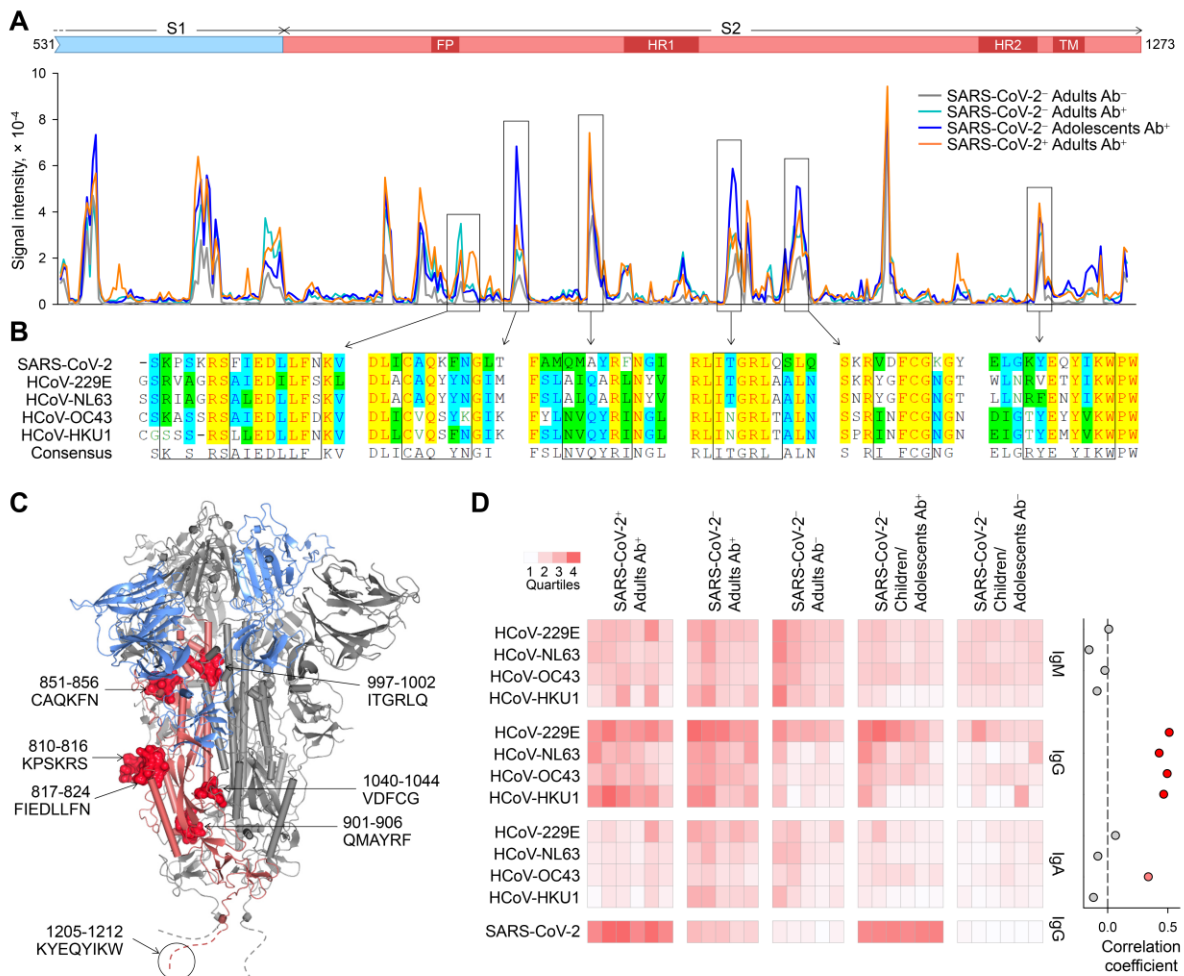 A
S1
S2
531
FP
HR1
HR2
TM
1273
10
8
6
4
2
0
Signal intensity, × 10⁻⁴
SARS-CoV-2⁻ Adults Ab⁻
SARS-CoV-2⁻ Adults Ab⁺
SARS-CoV-2⁻ Adolescents Ab⁺
SARS-CoV-2⁺ Adults Ab⁺
B
SARS-CoV-2 -SKPSKRSFIEDLLFNKV DLICAQKFNGLT FAMQMAYRFNGI RLITGRLQSLQ SKRVDFCGKGY ELGKYEQYIKWPW
HCoV-229E GSRVAGRSAIEDILFSKL DLACAQYYNGIM FSLAIQARLNYV RLITGRLAALN SKRYGFCGNGT WLNRVETYIKWPW
HCoV-NL63 CSRIAGRSALEDLLFSKV DLACAQYYNGIM FSLALQARLNYV RLITGRLAALN SKRYGFCGNGT LLNRFENYIKWPW
HCoV-OC43 CSKASSRSAIEDLLFDKV DLICVQSYKGIK FYLNVQYRINGL RLINGRLTALN SSRINFCGNGN DIGTYEYYVKWPW
HCoV-HKU1 CGSSS-RSLLEDLLFNKV DLICVQSFNGIK FSLNVQYRINGL RLINGRLTALN SPRINFCGNGN EIGTYEMYVKWPW
Consensus SK S RSAIEDLLF KV DLICAQ YNGI FSLNVQYRINGL RLITGRLAALN S RI FCGNG ELGRYE YIKWPW
C
851-856
CAQKFN
997-1002
ITGRLQ
810-816
KPSKRS
817-824
FIEDLLFN
1040-1044
VDFCG
901-906
QMAYRF
1205-1212
KYEQYIKW
D
1 2 3 4
Quartiles
SARS-CoV-2⁺
Adults Ab⁺
SARS-CoV-2⁻
Adults Ab⁺
SARS-CoV-2⁻
Adults Ab⁻
SARS-CoV-2⁻
Children/
Adolescents Ab⁺
SARS-CoV-2⁻
Children/
Adolescents Ab⁻
HCoV-229E
HCoV-NL63
HCoV-OC43
HCoV-HKU1
IgM
HCoV-229E
HCoV-NL63
HCoV-OC43
HCoV-HKU1
IgG
HCoV-229E
HCoV-NL63
HCoV-OC43
HCoV-HKU1
IgA
SARS-CoV-2
IgG
0.0
0.5
Correlation
coefficient